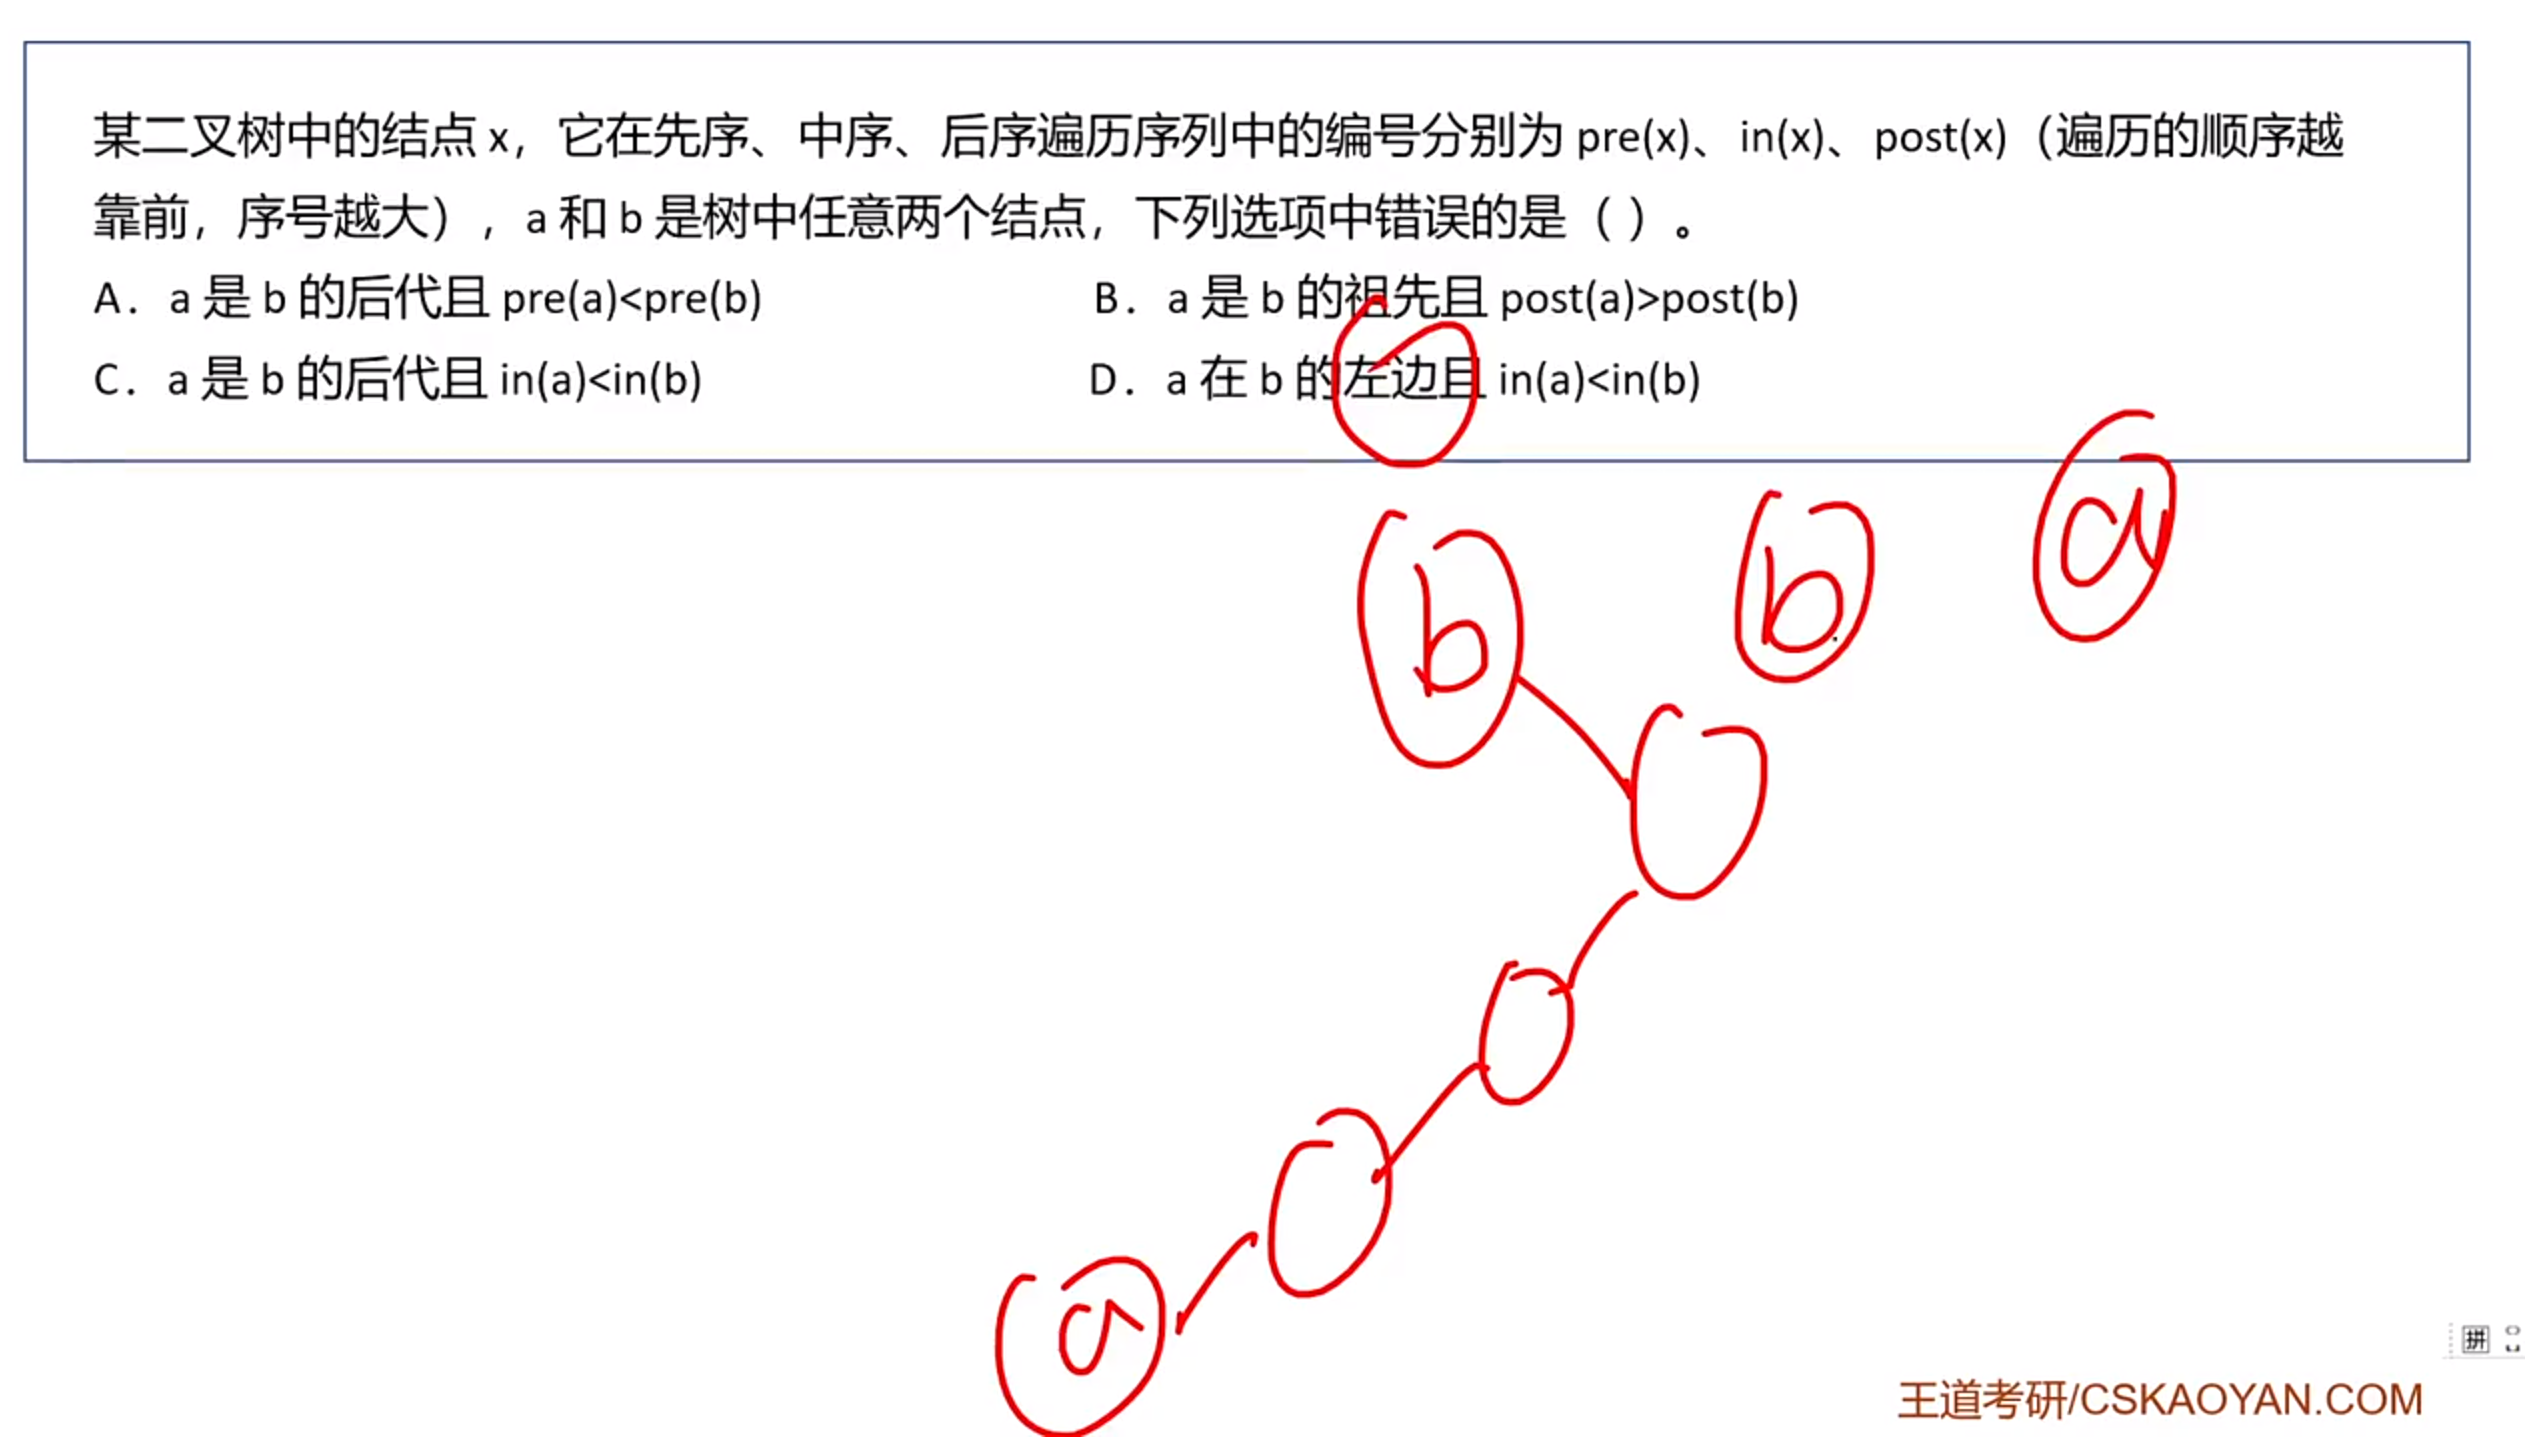 某二叉树中的结点 x，它在先序、中序、后序遍历序列中的编号分别为 pre(x)、in(x)、post(x)（遍历的顺序越
靠前，序号越大），a 和 b 是树中任意两个结点，下列选项中错误的是（ ）。
A. a 是 b 的后代且 pre(a)<pre(b)
B. a 是 b 的祖先且 post(a)>post(b)
C. a 是 b 的后代且 in(a)<in(b)
D. a 在 b 的左边且 in(a)<in(b)
b
b
a
a
拼
王道考研/CSKAOYAN.COM